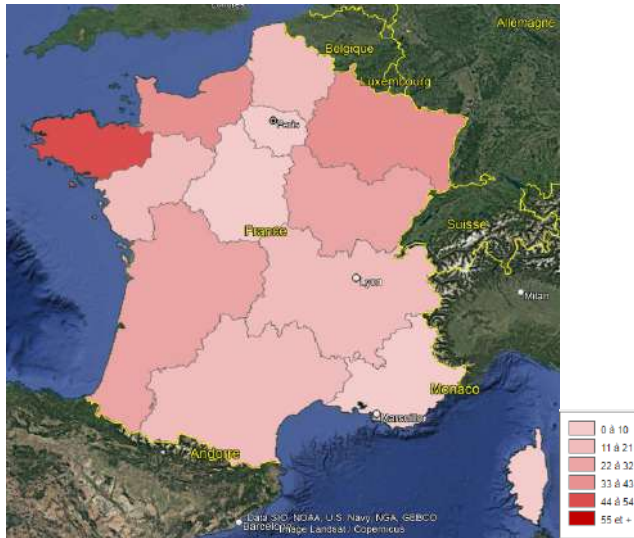 Allemagne
Belgique
Luxembourg
Paris
France
Suisse
Lyon
Milan
Monaco
Marseille
Andorre
Barcelo
Data SIO, NOAA, U.S. Navy, NGA, GEBCO
Image Landsat / Copernicus
0 à 10
11 à 21
22 à 32
33 à 43
44 à 54
55 et +